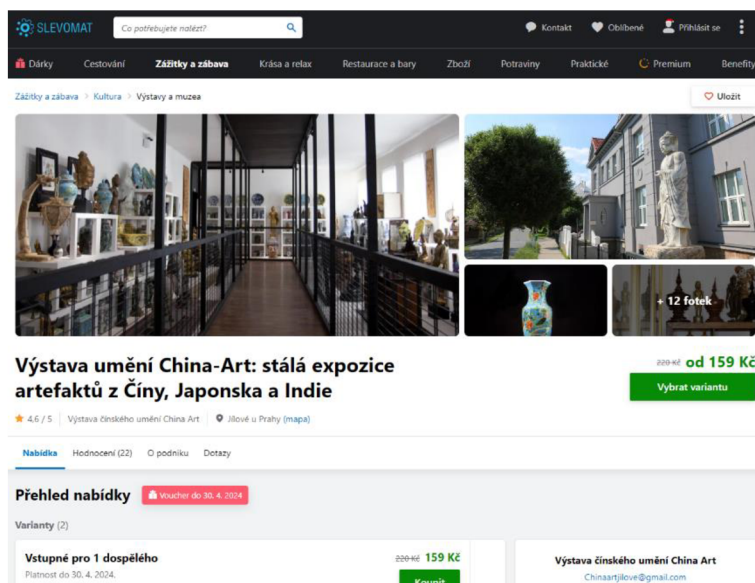 SLEVOMAT
Co potřebujete nalézt?
Kontakt
Oblíbené
Přihlásit se
Dárky
Cestování
Zážitky a zábava
Krása a relax
Restaurace a bary
Zboží
Potraviny
Praktické
Premium
Benefity
Zážitky a zábava > Kultura > Výstavy a muzea
Uložit
+ 12 fotek
Výstava umění China-Art: stálá expozice
artefaktů z Číny, Japonska a Indie
220 Kč od 159 Kč
Vybrat variantu
4,6 / 5
Výstava čínského umění China Art
Jílové u Prahy (mapa)
Nabídka
Hodnocení (22)
O podniku
Dotazy
Přehled nabídky
Voucher do 30. 4. 2024
Varianty (2)
Vstupné pro 1 dospělého
220 Kč 159 Kč
Platnost do 30. 4. 2024.
Koupit
Výstava čínského umění China Art
Chinaartjilove@gmail.com